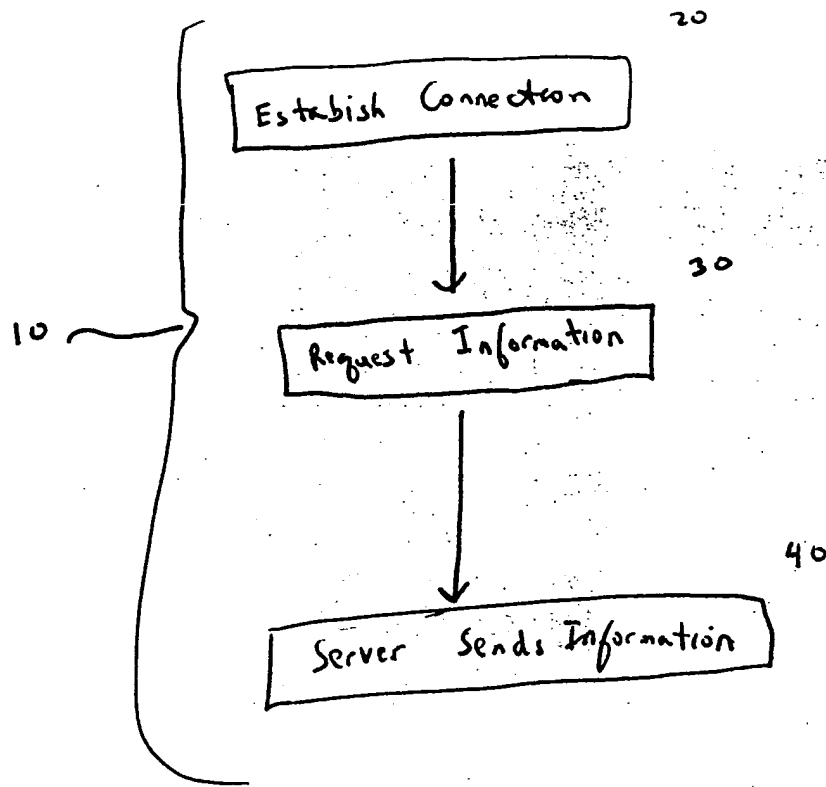 20
Estabish Connection
30
10
Request Information
40
Server Sends Information